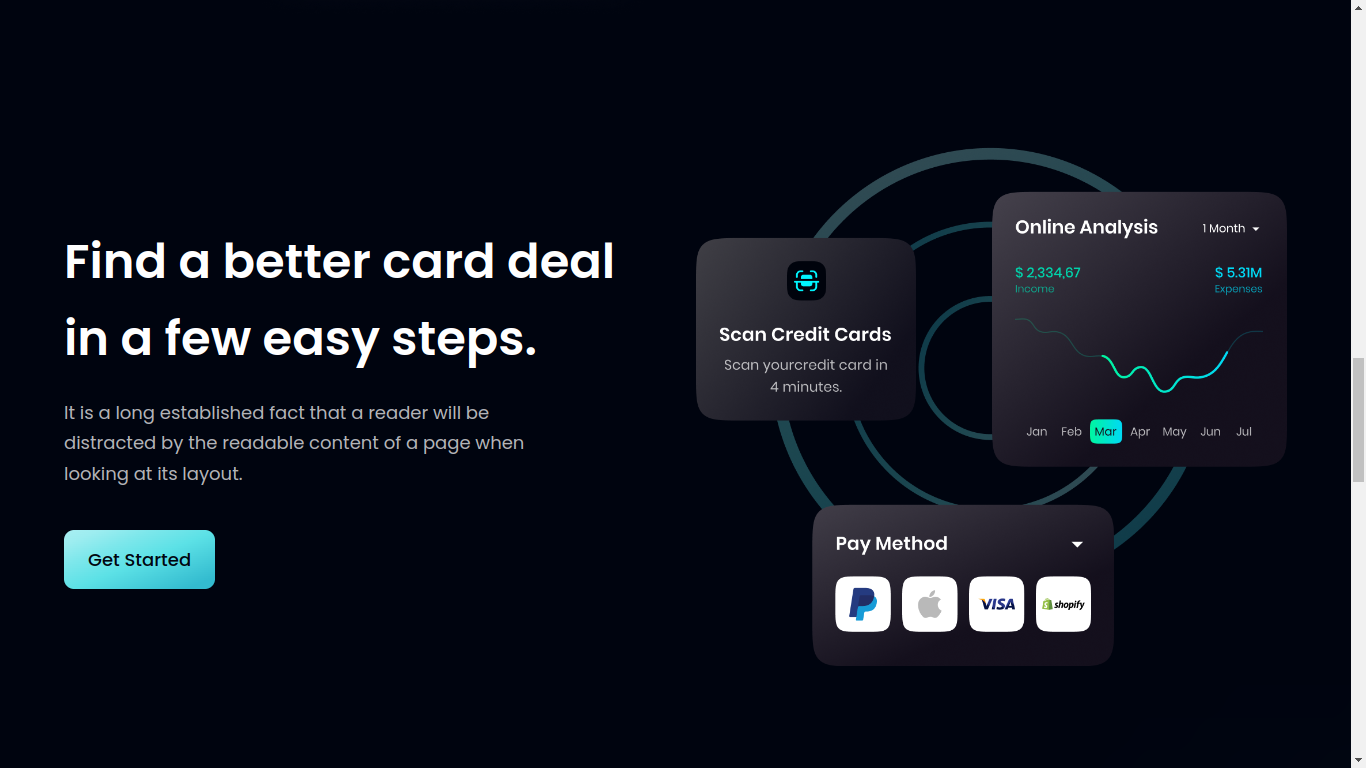 Find a better card deal
in a few easy steps.
It is a long established fact that a reader will be
distracted by the readable content of a page when
looking at its layout.
Get Started
Scan Credit Cards
Scan yourcredit card in
4 minutes.
Online Analysis
1 Month
$ 2,334,67
$ 5.31M
Income
Expenses
Jan Feb Mar Apr May Jun Jul
Pay Method
VISA
shopify